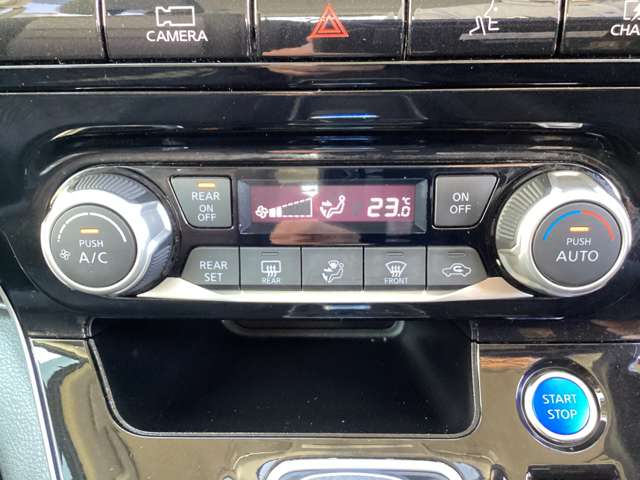 CAMERA
CHA
REAR
ON
OFF
23.0
°C
ON
OFF
PUSH
A/C
PUSH
AUTO
REAR
SET
REAR
FRONT
START
STOP